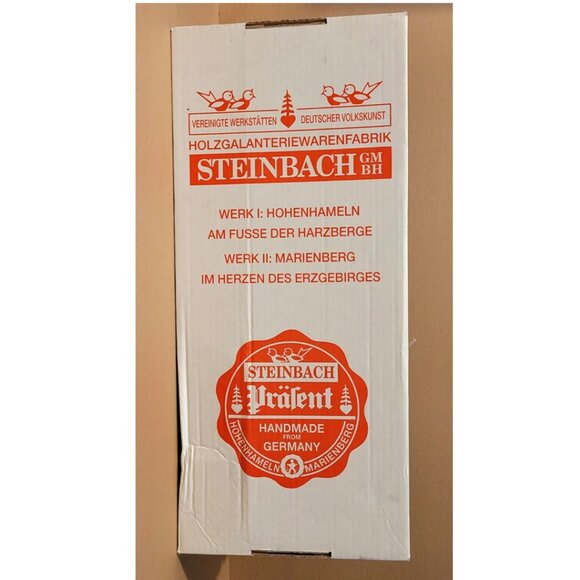 VEREINIGTE WERKSTÄTTEN DEUTSCHER VOLKSKUNST
HOLZGALANTERIEWARENFABRIK
STEINBACH GM BH
WERK I: HOHENHAMELN
AM FUSSE DER HARZBERGE
WERK II: MARIENBERG
IM HERZEN DES ERZGEBIRGES
STEINBACH
Präſent
HANDMADE
FROM
GERMANY
HOHENHAMELN MARIENBERG